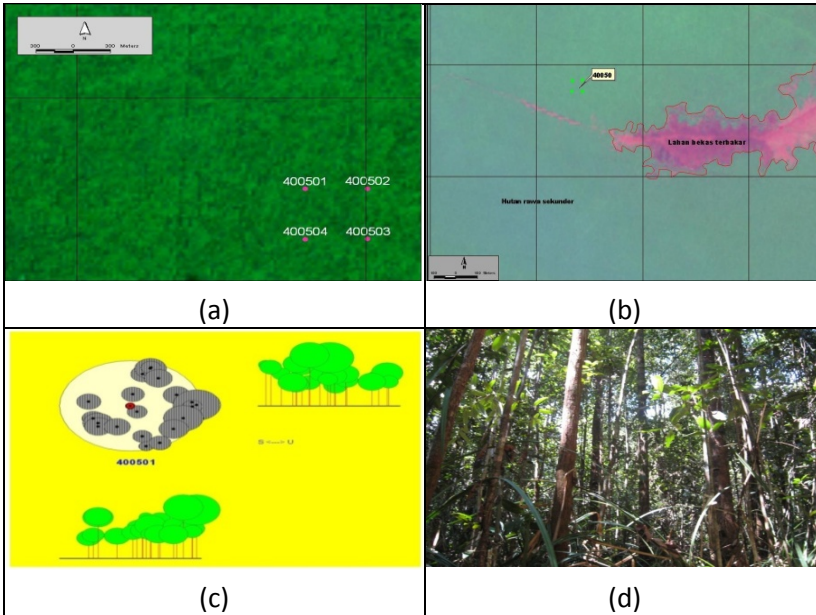 N
300 0 300 Meters
400501 400502
400504 400503
(a)
40050
Lahan bekas terbakar
Hutan rawa sekunder
N
(b)
400501
S U
(c)
(d)